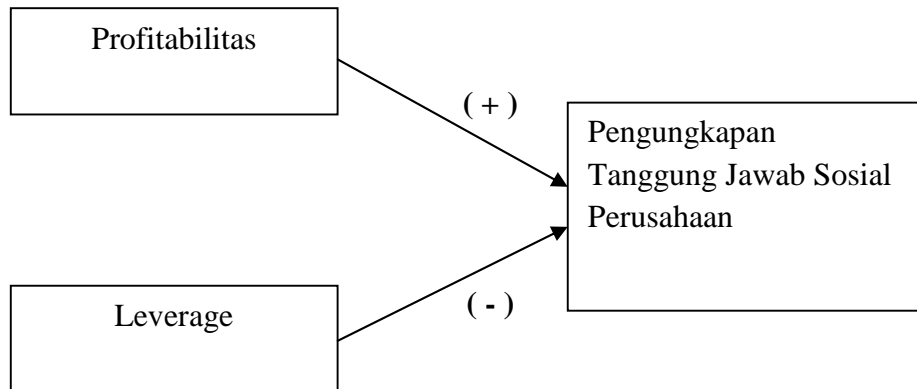 Profitabilitas
( + )
Pengungkapan
Tanggung Jawab Sosial
Perusahaan
Leverage
( - )